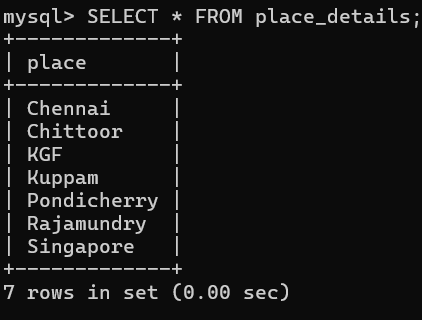 mysql> SELECT * FROM place_details;
+-------------+
| place       |
+-------------+
| Chennai     |
| Chittoor    |
| KGF         |
| Kuppam      |
| Pondicherry |
| Rajamundry  |
| Singapore   |
+-------------+
7 rows in set (0.00 sec)